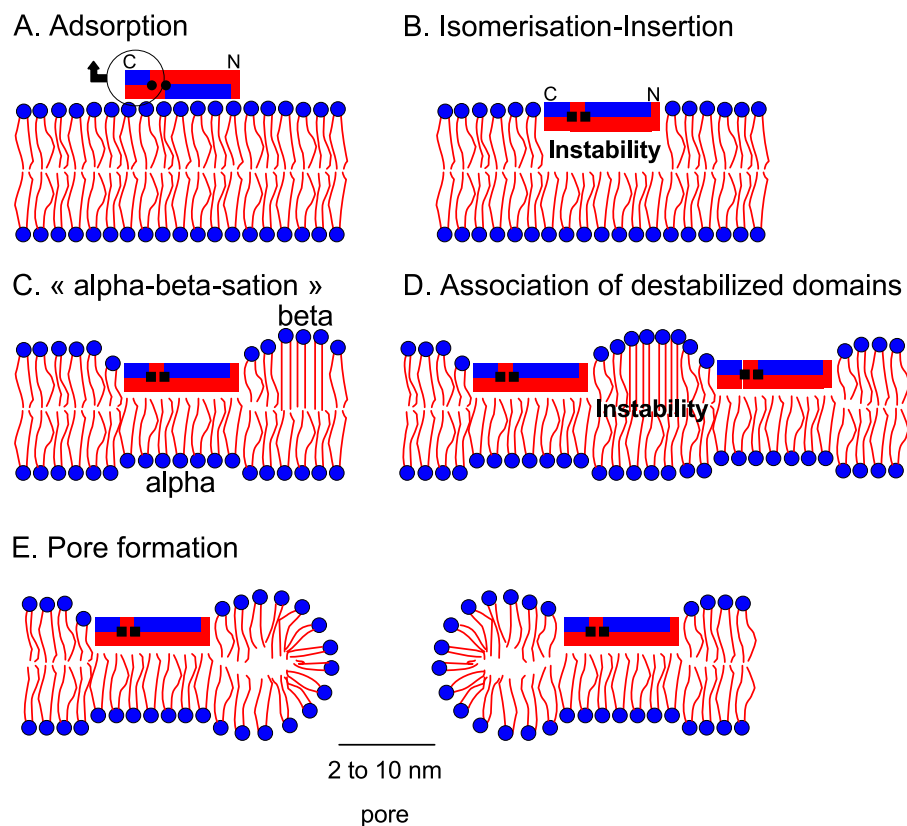 A. Adsorption
C N
B. Isomerisation-Insertion
C N
Instability
C. « alpha-beta-sation »
beta
alpha
D. Association of destabilized domains
Instability
E. Pore formation
2 to 10 nm
pore